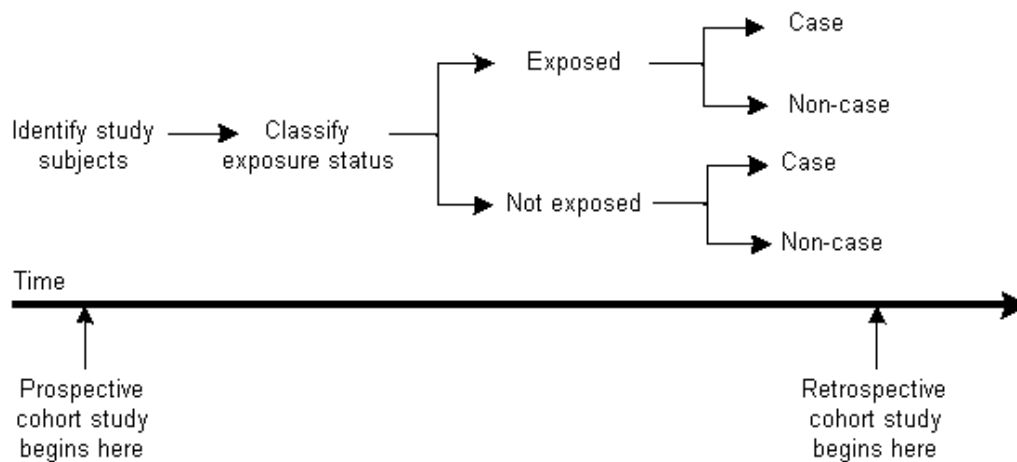 Case
Exposed
Non-case
Identify study
subjects
Classify
exposure status
Case
Not exposed
Non-case
Time
Prospective
cohort study
begins here
Retrospective
cohort study
begins here